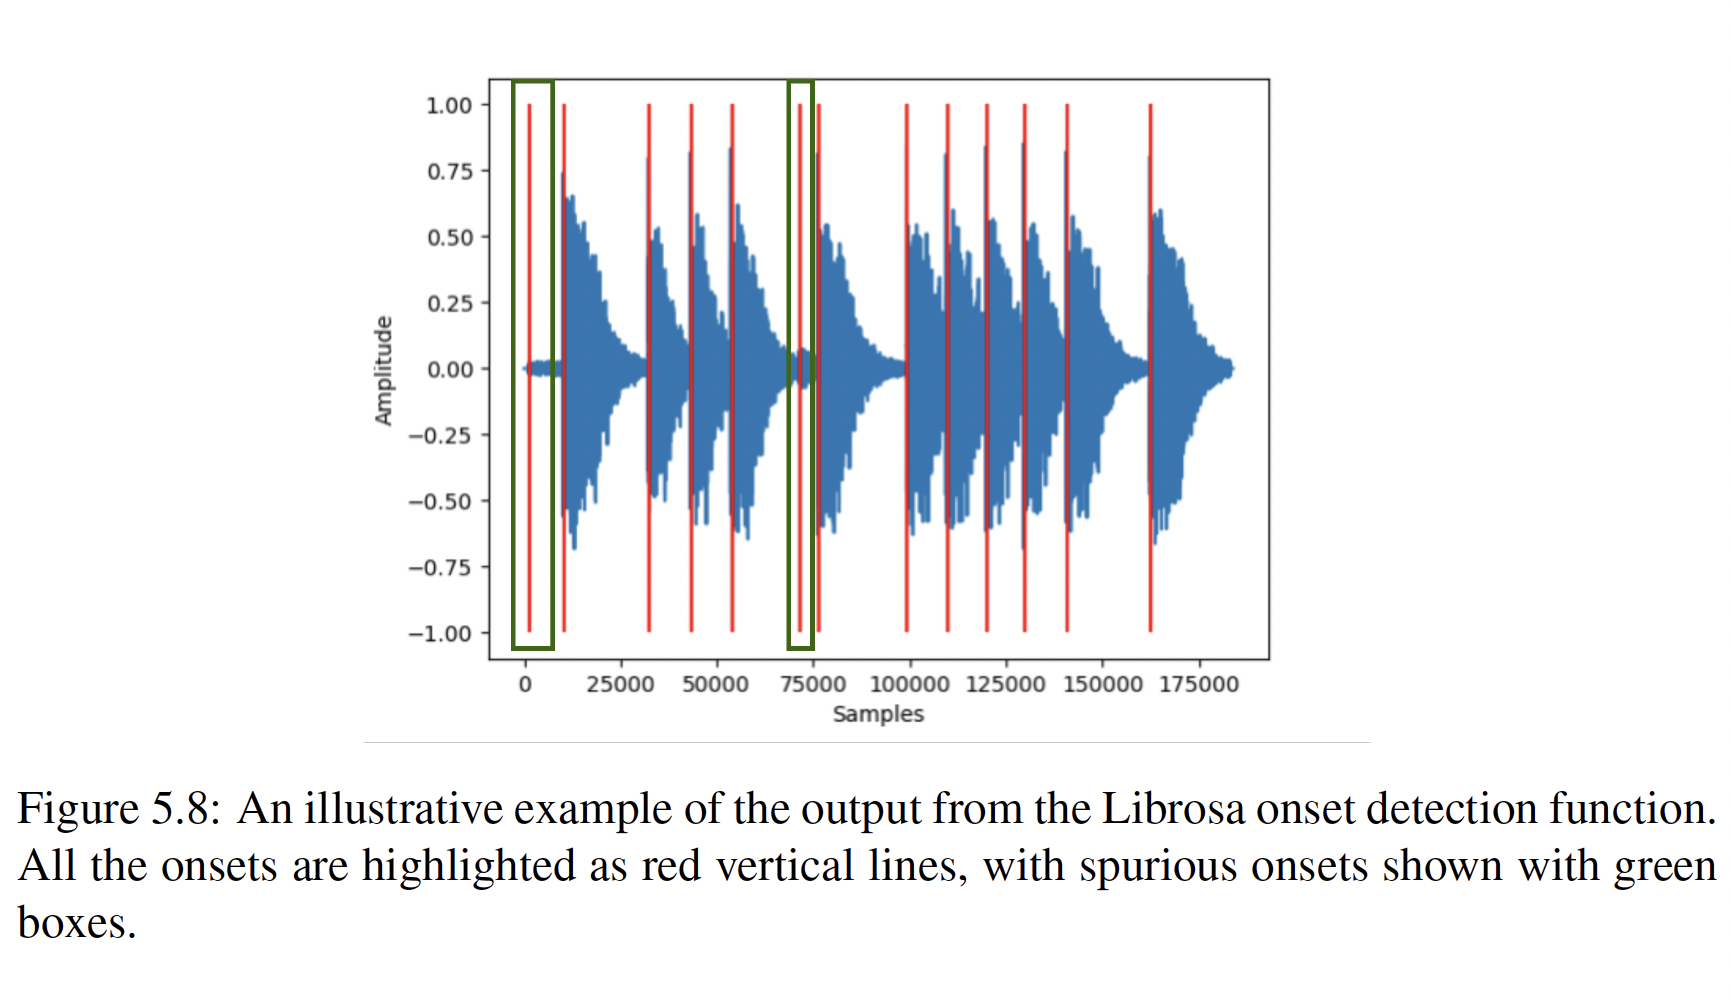 1.00
0.75
0.50
0.25
0.00
−0.25
−0.50
−0.75
−1.00
Amplitude
0 25000 50000 75000 100000 125000 150000 175000
Samples
Figure 5.8: An illustrative example of the output from the Librosa onset detection function.
All the onsets are highlighted as red vertical lines, with spurious onsets shown with green
boxes.